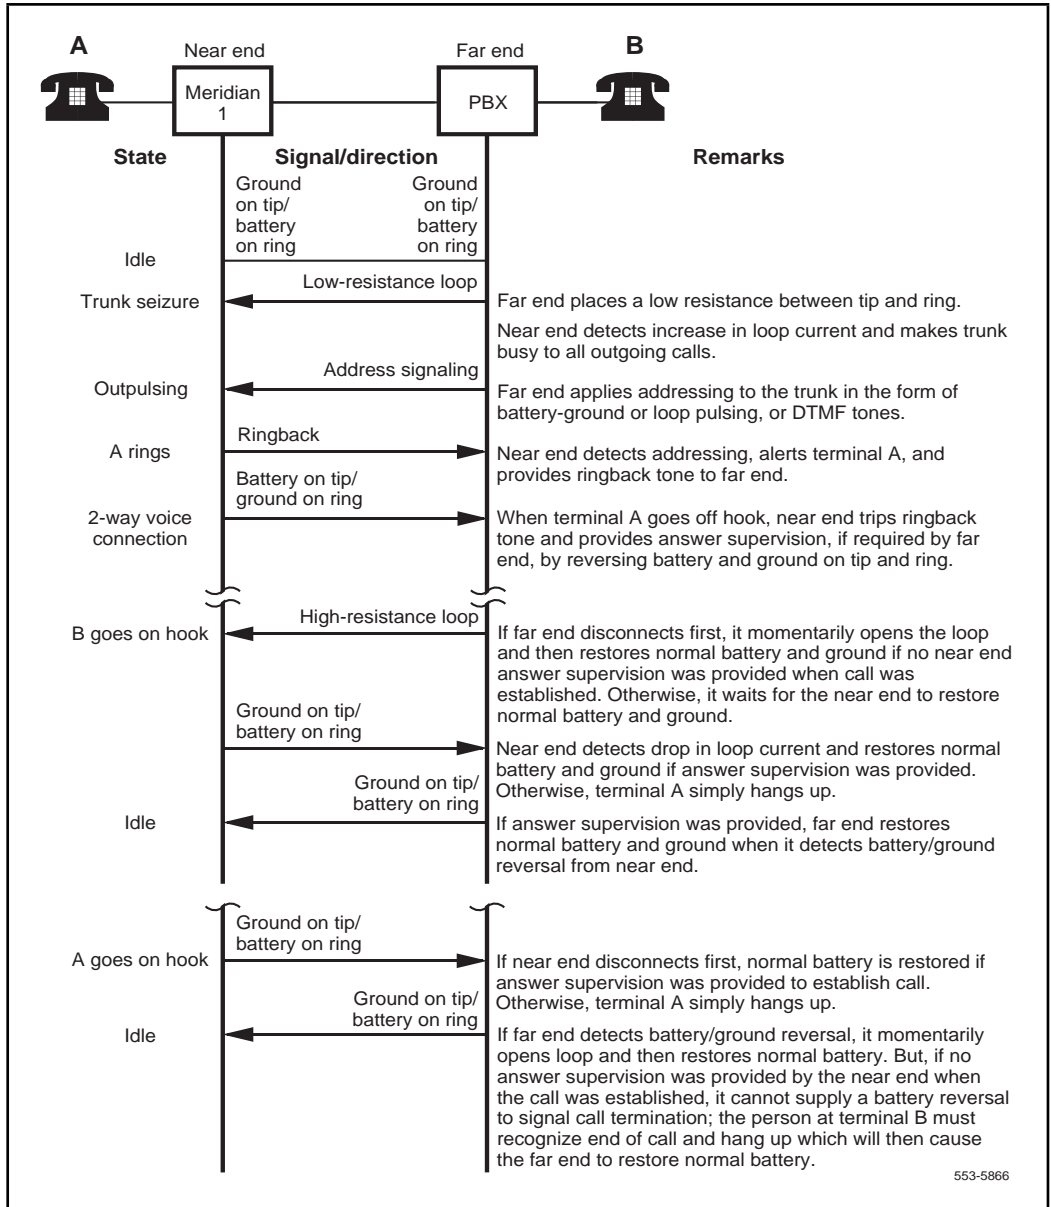 A
Near end
Far end
B
Meridian
1
PBX
State
Signal/direction
Remarks
Ground
on tip/
battery
on ring
Ground
on tip/
battery
on ring
Idle
Low-resistance loop
Trunk seizure
Far end places a low resistance between tip and ring.
Near end detects increase in loop current and makes trunk
busy to all outgoing calls.
Address signaling
Outpulsing
Far end applies addressing to the trunk in the form of
battery-ground or loop pulsing, or DTMF tones.
Ringback
A rings
Near end detects addressing, alerts terminal A, and
provides ringback tone to far end.
Battery on tip/
ground on ring
2-way voice
connection
When terminal A goes off hook, near end trips ringback
tone and provides answer supervision, if required by far
end, by reversing battery and ground on tip and ring.
High-resistance loop
B goes on hook
If far end disconnects first, it momentarily opens the loop
and then restores normal battery and ground if no near end
answer supervision was provided when call was
established. Otherwise, it waits for the near end to restore
normal battery and ground.
Ground on tip/
battery on ring
Near end detects drop in loop current and restores normal
battery and ground if answer supervision was provided.
Otherwise, terminal A simply hangs up.
Ground on tip/
battery on ring
Idle
If answer supervision was provided, far end restores
normal battery and ground when it detects battery/ground
reversal from near end.
Ground on tip/
battery on ring
A goes on hook
If near end disconnects first, normal battery is restored if
answer supervision was provided to establish call.
Otherwise, terminal A simply hangs up.
Ground on tip/
battery on ring
Idle
If far end detects battery/ground reversal, it momentarily
opens loop and then restores normal battery. But, if no
answer supervision was provided by the near end when
the call was established, it cannot supply a battery reversal
to signal call termination; the person at terminal B must
recognize end of call and hang up which will then cause
the far end to restore normal battery.
553-5866